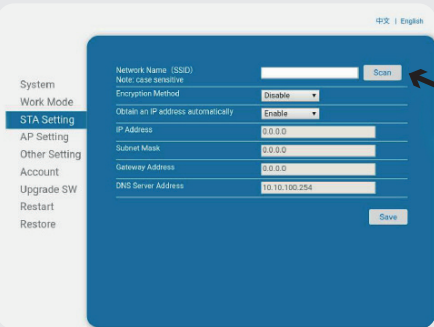 中文 | English
System
Work Mode
STA Setting
AP Setting
Other Setting
Account
Upgrade SW
Restart
Restore
Network Name (SSID)
Note: case sensitive
Scan
Encryption Method Disable
Obtain an IP address automatically Enable
IP Address 0.0.0.0
Subnet Mask 0.0.0.0
Gateway Address 0.0.0.0
DNS Server Address 10.10.100.254
Save